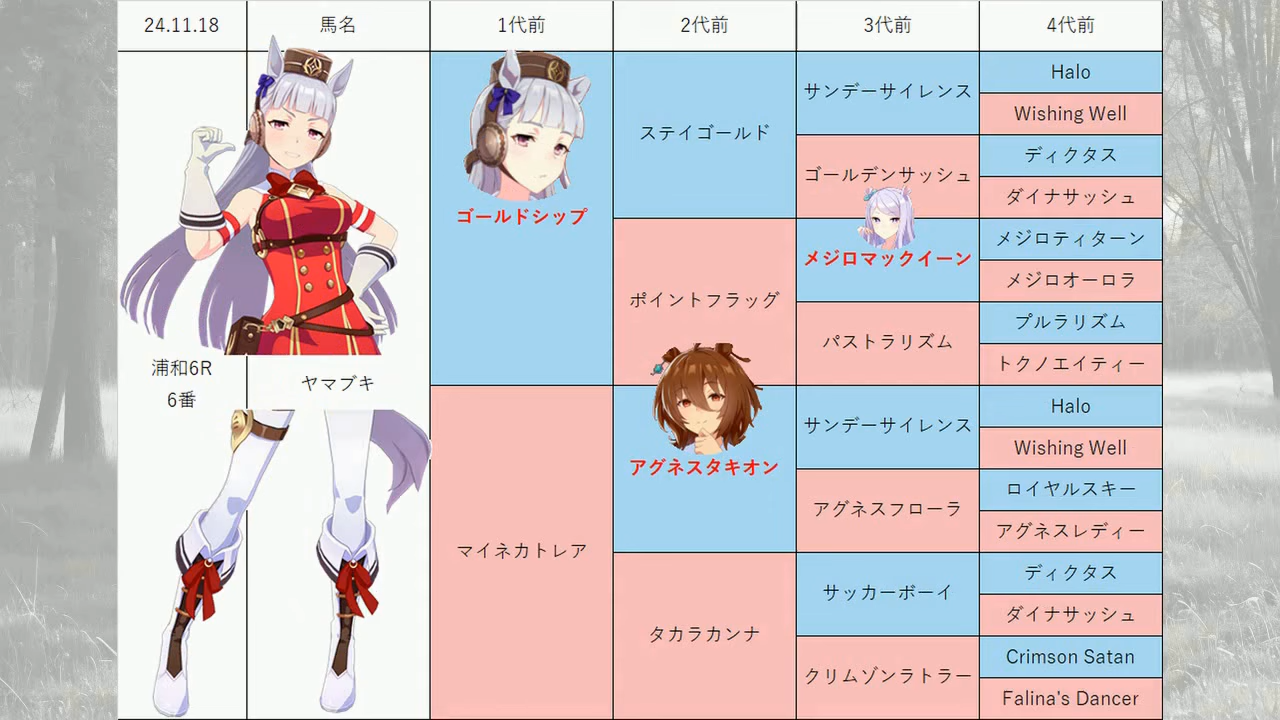 24.11.18
馬名
1代前
2代前
3代前
4代前
浦和6R
6番
ヤマブキ
ゴールドシップ
マイネカトレア
ステイゴールド
ポイントフラッグ
アグネスタキオン
タカラカンナ
サンデーサイレンス
ゴールデンサッシュ
メジロマックイーン
パストラリズム
サンデーサイレンス
アグネスフローラ
サッカーボーイ
クリムゾンラトラー
Halo
Wishing Well
ディクタス
ダイナサッシュ
メジロティターン
メジロオーロラ
プルラリズム
トクノエイティー
Halo
Wishing Well
ロイヤルスキー
アグネスレディー
ディクタス
ダイナサッシュ
Crimson Satan
Falina's Dancer